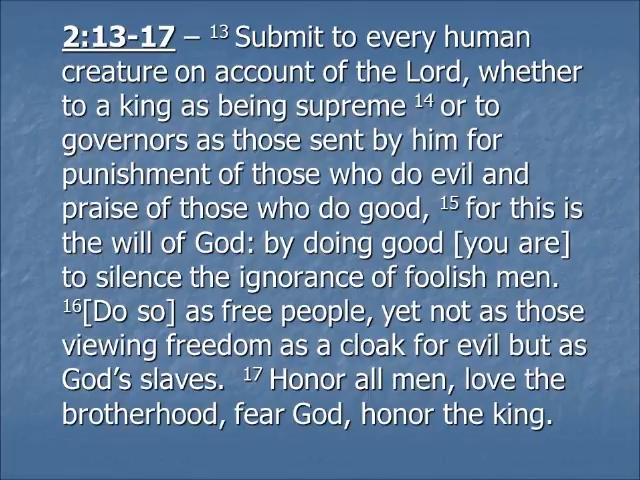 2:13-17 – 13 Submit to every human
creature on account of the Lord, whether
to a king as being supreme 14 or to
governors as those sent by him for
punishment of those who do evil and
praise of those who do good, 15 for this is
the will of God: by doing good [you are]
to silence the ignorance of foolish men.
16[Do so] as free people, yet not as those
viewing freedom as a cloak for evil but as
God’s slaves.  17 Honor all men, love the
brotherhood, fear God, honor the king.